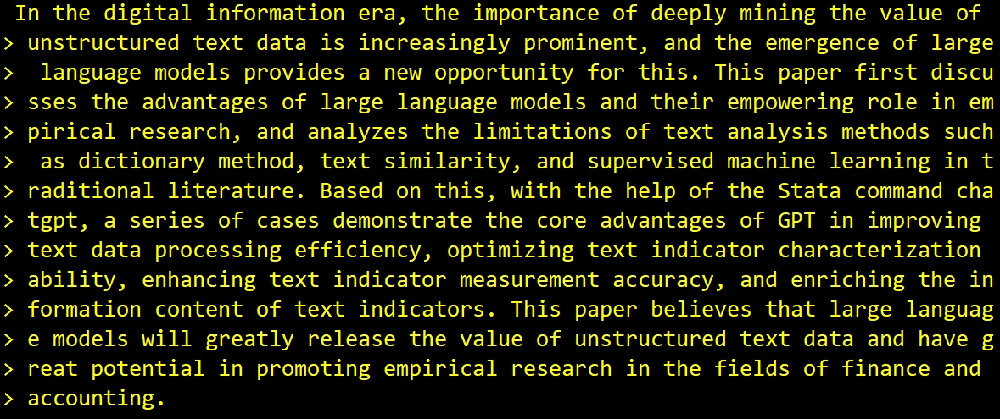 In the digital information era, the importance of deeply mining the value of
> unstructured text data is increasingly prominent, and the emergence of large
>  language models provides a new opportunity for this. This paper first discu
> sses the advantages of large language models and their empowering role in em
> pirical research, and analyzes the limitations of text analysis methods such
>  as dictionary method, text similarity, and supervised machine learning in t
> raditional literature. Based on this, with the help of the Stata command cha
> tgpt, a series of cases demonstrate the core advantages of GPT in improving
> text data processing efficiency, optimizing text indicator characterization
> ability, enhancing text indicator measurement accuracy, and enriching the in
> formation content of text indicators. This paper believes that large languag
> e models will greatly release the value of unstructured text data and have g
> reat potential in promoting empirical research in the fields of finance and
> accounting.